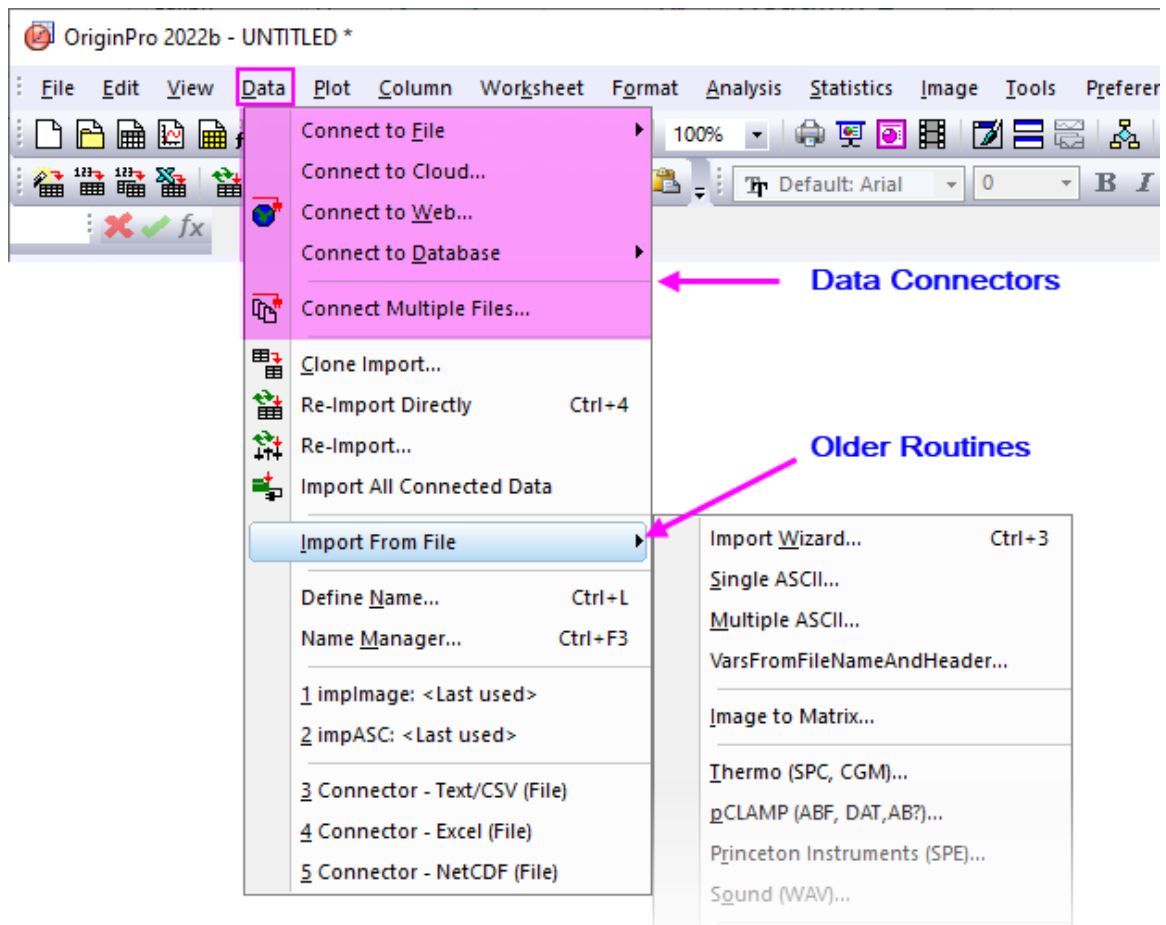 OriginPro 2022b - UNTITLED *
File Edit View Data Plot Column Worksheet Format Analysis Statistics Image Tools Preferer
100%
Default: Arial 0 B I
fx
Connect to File
Connect to Cloud...
Connect to Web...
Connect to Database
Data Connectors
Connect Multiple Files...
Clone Import...
Re-Import Directly Ctrl+4
Re-Import...
Older Routines
Import All Connected Data
Import From File
Define Name... Ctrl+L
Name Manager... Ctrl+F3
1 impImage: <Last used>
2 impASC: <Last used>
3 Connector - Text/CSV (File)
4 Connector - Excel (File)
5 Connector - NetCDF (File)
Import Wizard... Ctrl+3
Single ASCII...
Multiple ASCII...
VarsFromFileNameAndHeader...
Image to Matrix...
Thermo (SPC, CGM)...
pCLAMP (ABF, DAT,AB?)...
Princeton Instruments (SPE)...
Sound (WAV)...